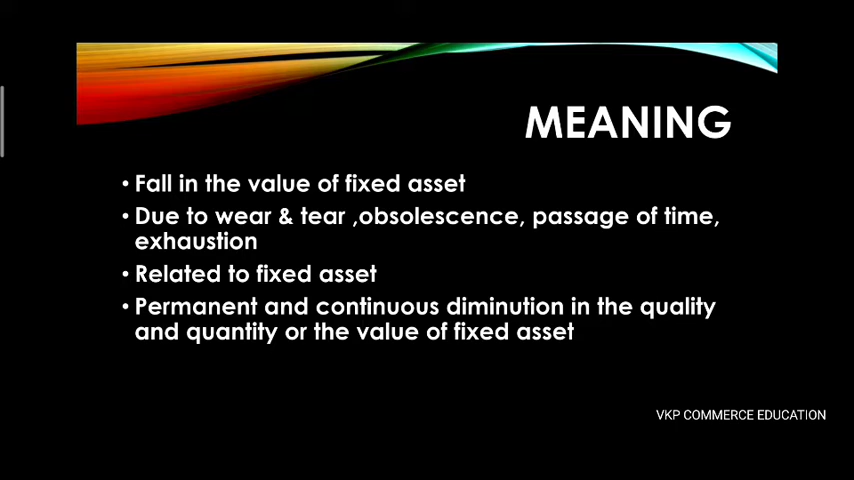 MEANING
• Fall in the value of fixed asset
• Due to wear & tear ,obsolescence, passage of time,
exhaustion
• Related to fixed asset
• Permanent and continuous diminution in the quality
and quantity or the value of fixed asset
VKP COMMERCE EDUCATION